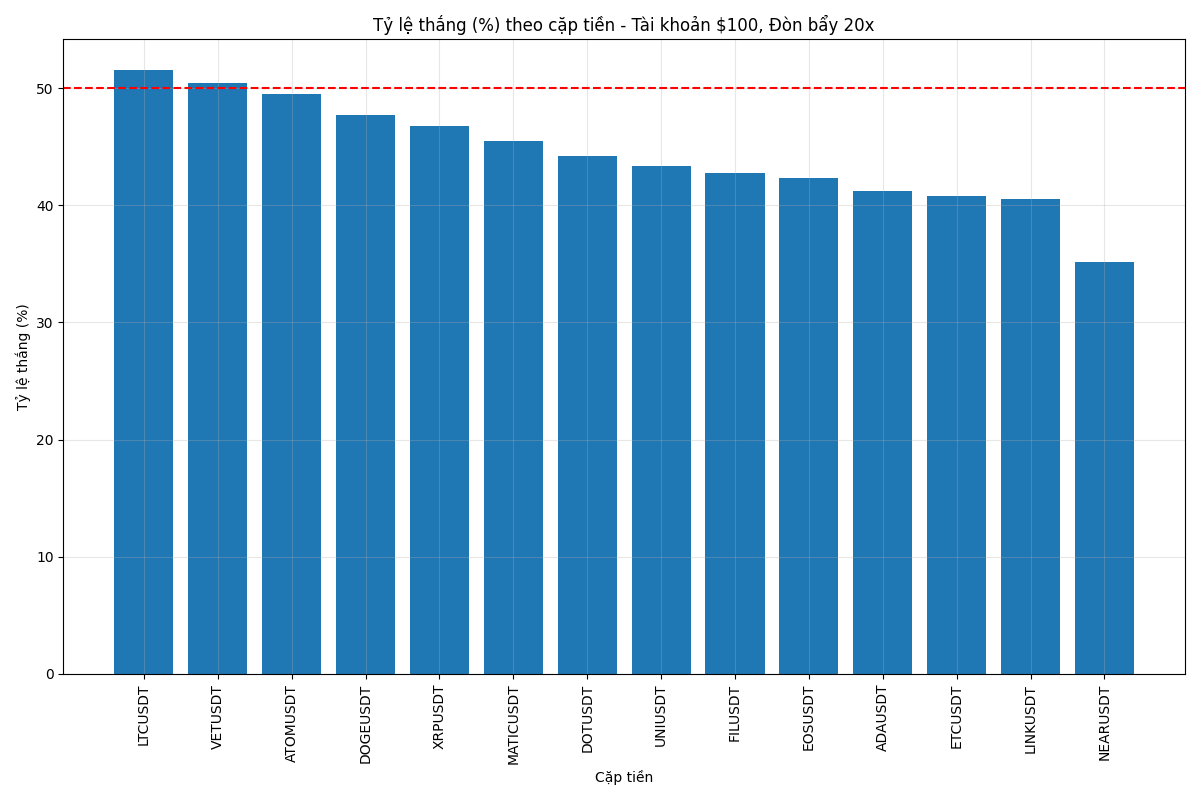 Tỷ lệ thắng (%) theo cặp tiền - Tài khoản $100, Đòn bẩy 20x
Tỷ lệ thắng (%)
50
40
30
20
10
0
LTCUSDT
VETUSDT
ATOMUSDT
DOGEUSDT
XRPUSDT
MATICUSDT
DOTUSDT
UNIUSDT
FILUSDT
EOSUSDT
ADAUSDT
ETCUSDT
LINKUSDT
NEARUSDT
Cặp tiền